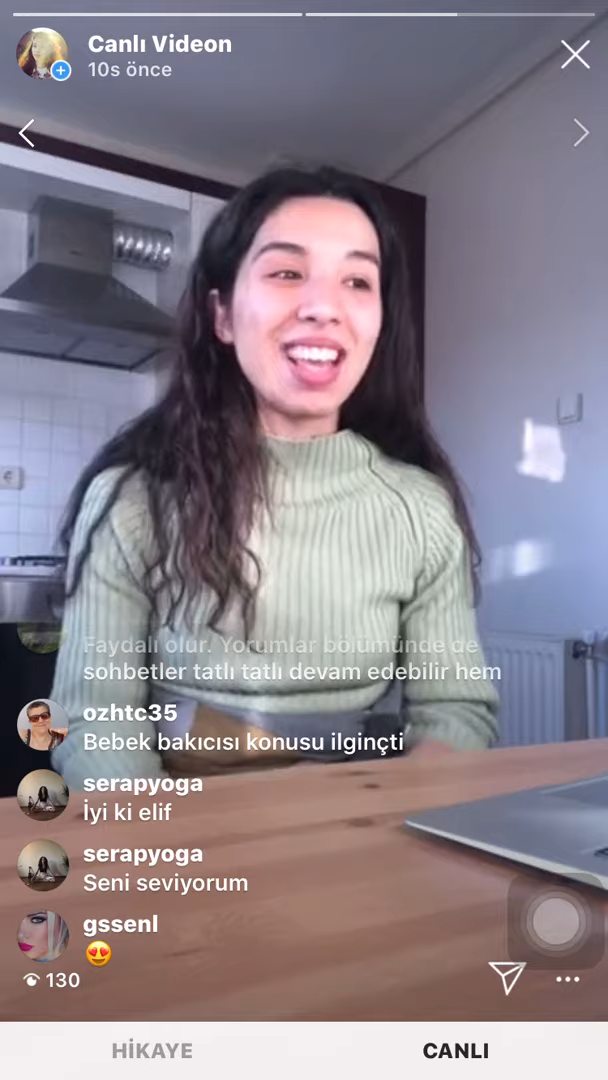 Canlı Videon
10s önce
Faydalı olur. Yorumlar bölümünde de
sohbetler tatlı tatlı devam edebilir hem
ozhtc35
Bebek bakıcısı konusu ilginçti
serapyoga
İyi ki elif
serapyoga
Seni seviyorum
gssenl
😍
130
HİKAYE
CANLI